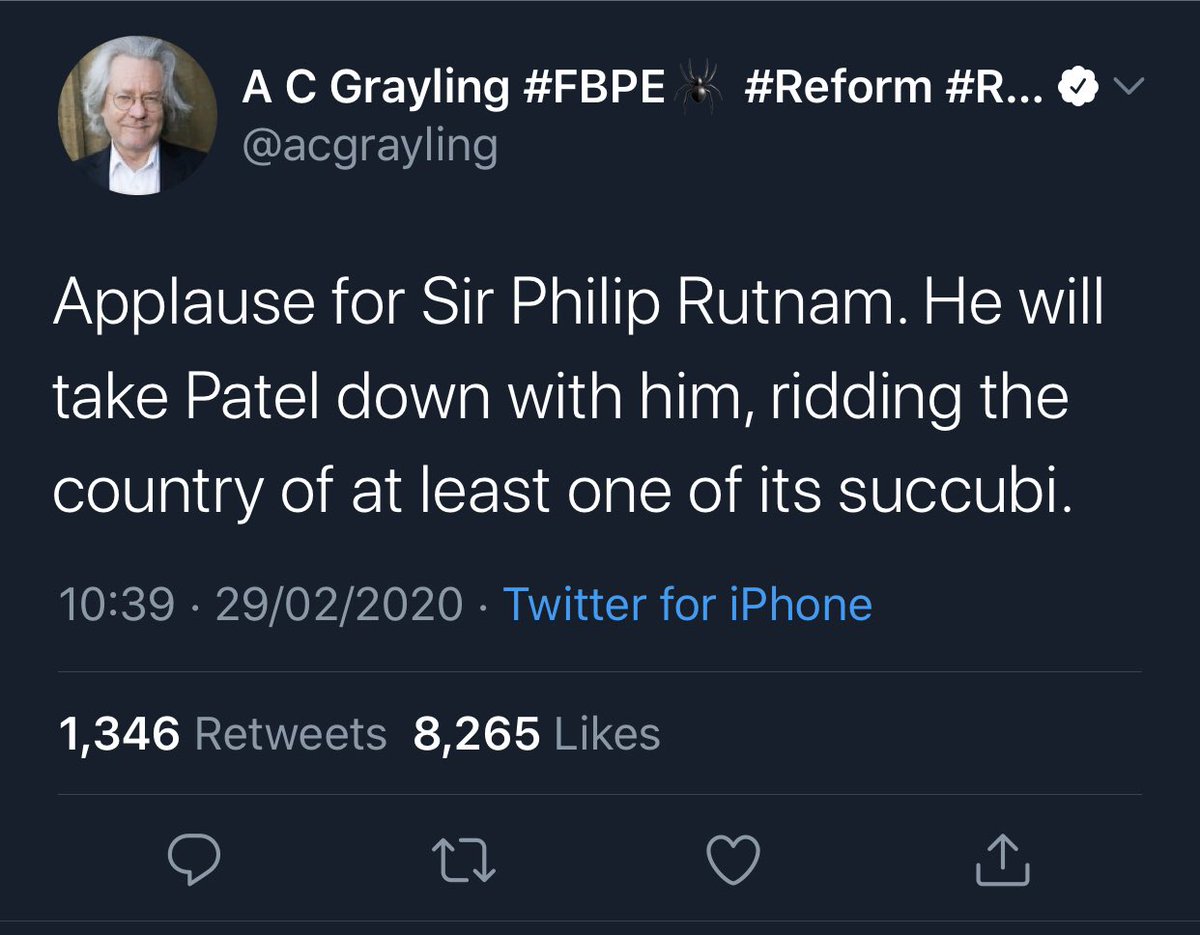 A C Grayling #FBPE🕷️ #Reform #R...
@acgrayling
Applause for Sir Philip Rutnam. He will
take Patel down with him, ridding the
country of at least one of its succubi.
10:39 · 29/02/2020 · Twitter for iPhone
1,346 Retweets 8,265 Likes